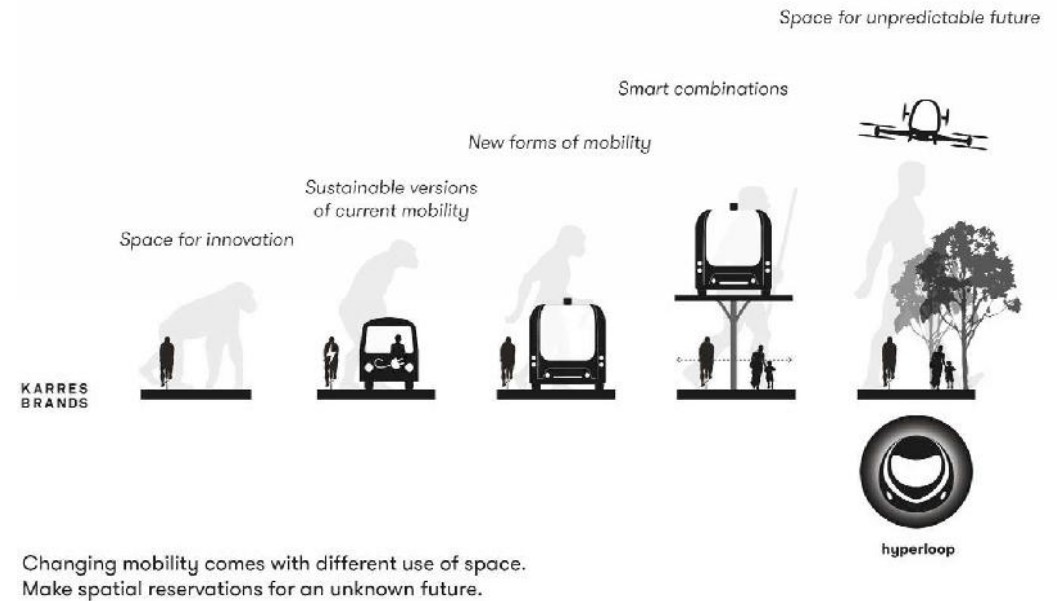 Space for unpredictable future
Smart combinations
New forms of mobility
Sustainable versions
of current mobility
Space for innovation
KARRES
BRANDS
hyperloop
Changing mobility comes with different use of space.
Make spatial reservations for an unknown future.